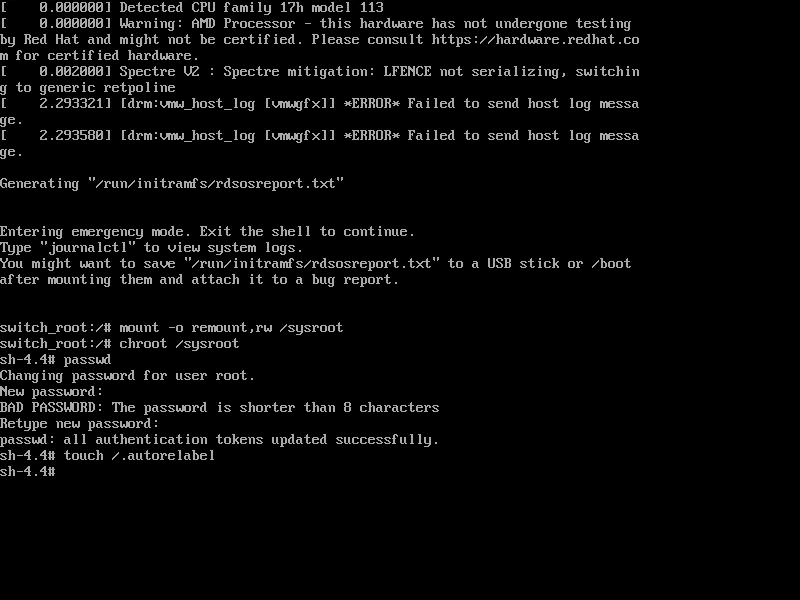 [    0.000000] Detected CPU family 17h model 113
[    0.000000] Warning: AMD Processor - this hardware has not undergone testing
by Red Hat and might not be certified. Please consult https://hardware.redhat.co
m for certified hardware.
[    0.002000] Spectre V2 : Spectre mitigation: LFENCE not serializing, switchin
g to generic retpoline
[    2.293321] [drm:vmw_host_log [vmwgfx]] *ERROR* Failed to send host log messa
ge.
[    2.293580] [drm:vmw_host_log [vmwgfx]] *ERROR* Failed to send host log messa
ge.
Generating "/run/initramfs/rdsosreport.txt"
Entering emergency mode. Exit the shell to continue.
Type "journalctl" to view system logs.
You might want to save "/run/initramfs/rdsosreport.txt" to a USB stick or /boot
after mounting them and attach it to a bug report.
switch_root:/# mount -o remount,rw /sysroot
switch_root:/# chroot /sysroot
sh-4.4# passwd
Changing password for user root.
New password:
BAD PASSWORD: The password is shorter than 8 characters
Retype new password:
passwd: all authentication tokens updated successfully.
sh-4.4# touch /.autorelabel
sh-4.4#